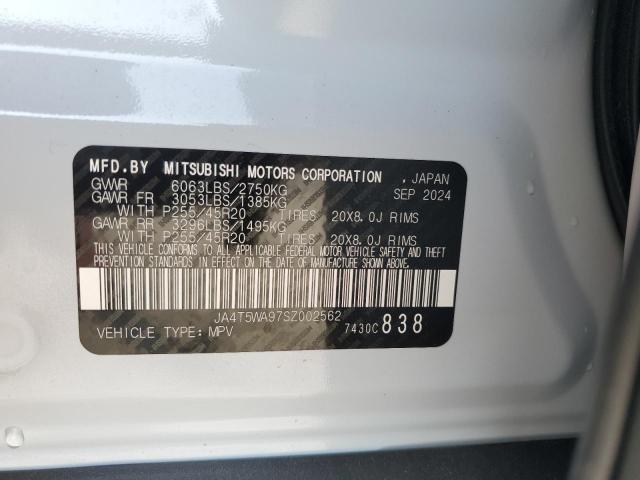 MFD.BY MITSUBISHI MOTORS CORPORATION , JAPAN
GVWR 6063LBS/2750KG SEP 2024
GAWR FR 3053LBS/1385KG
WITH P255/45R20 TIRES 20X8.0J RIMS
GAWR RR 3296LBS/1495KG
WITH P255/45R20 TIRES 20X8.0J RIMS
THIS VEHICLE CONFORMS TO ALL APPLICABLE FEDERAL MOTOR VEHICLE SAFETY AND THEFT
PREVENTION STANDARDS IN EFFECT ON THE DATE OF MANUFACTURE SHOWN ABOVE.
JA4T5WA97SZ002562
VEHICLE TYPE: MPV 7430C 838